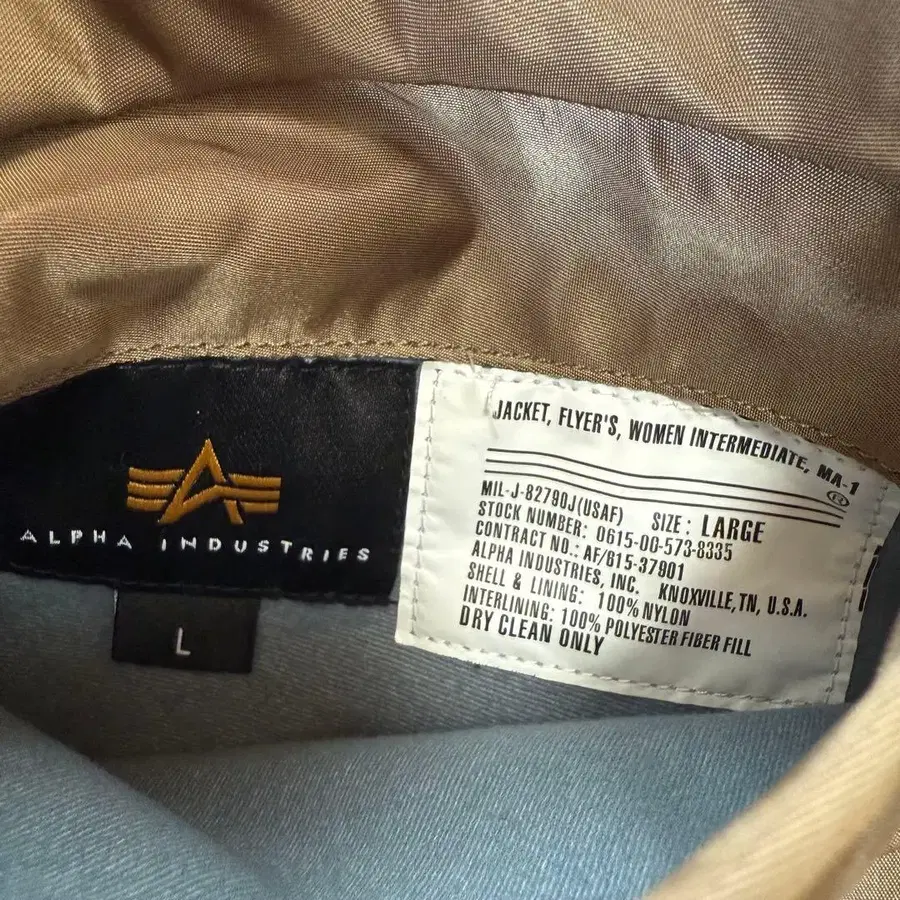 ALPHA INDUSTRIES
L
JACKET, FLYER'S, WOMEN INTERMEDIATE, MA-1
®
MIL-J-82790J(USAF) SIZE: LARGE
STOCK NUMBER: 0615-00-573-8335
CONTRACT NO.: AF/815-37901
ALPHA INDUSTRIES, INC. KNOXVILLE, TN, U.S.A.
SHELL & LINING: 100% NYLON
INTERLINING: 100% POLYESTER FIBER FILL
DRY CLEAN ONLY